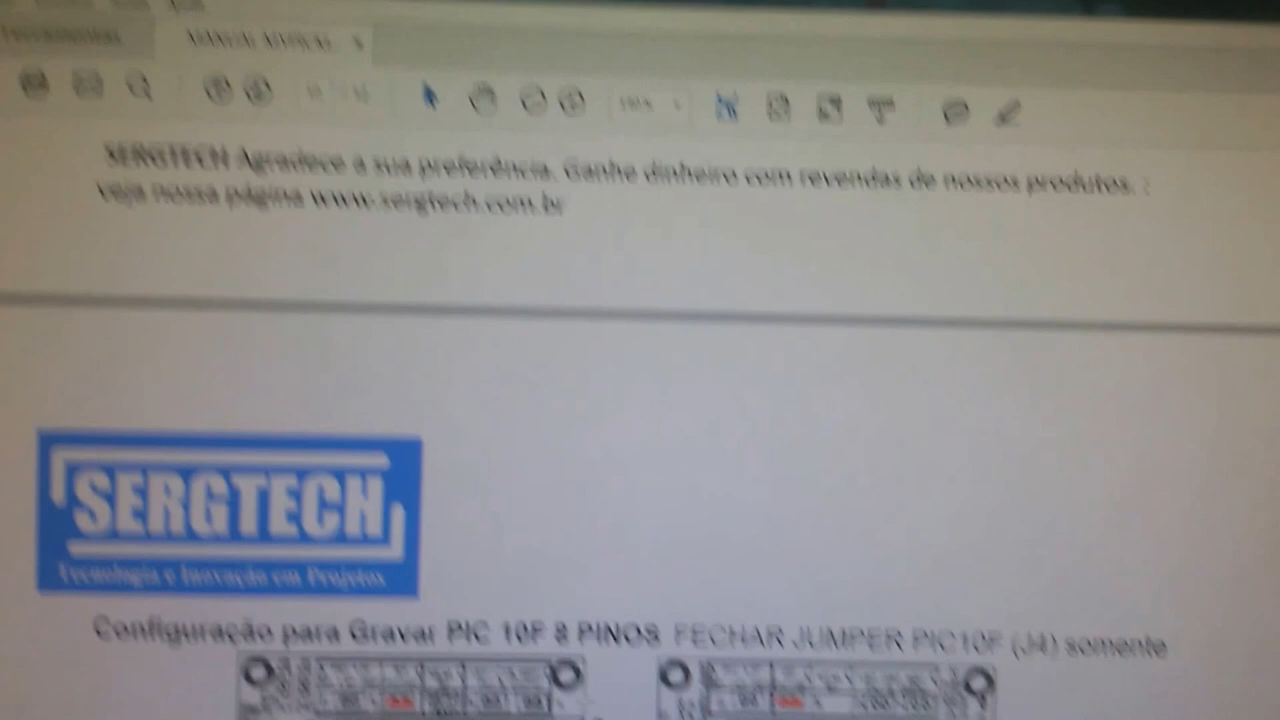 Ferramentas
SERGTECH Agradece a sua preferência. Ganhe dinheiro com revendas de nossos produtos. :
veja nossa página www.sergtech.com.br
SERGTECH
Tecnologia e Inovação em Projetos
Configuração para Gravar PIC 10F 8 PINOS FECHAR JUMPER PIC10F (J4) somente